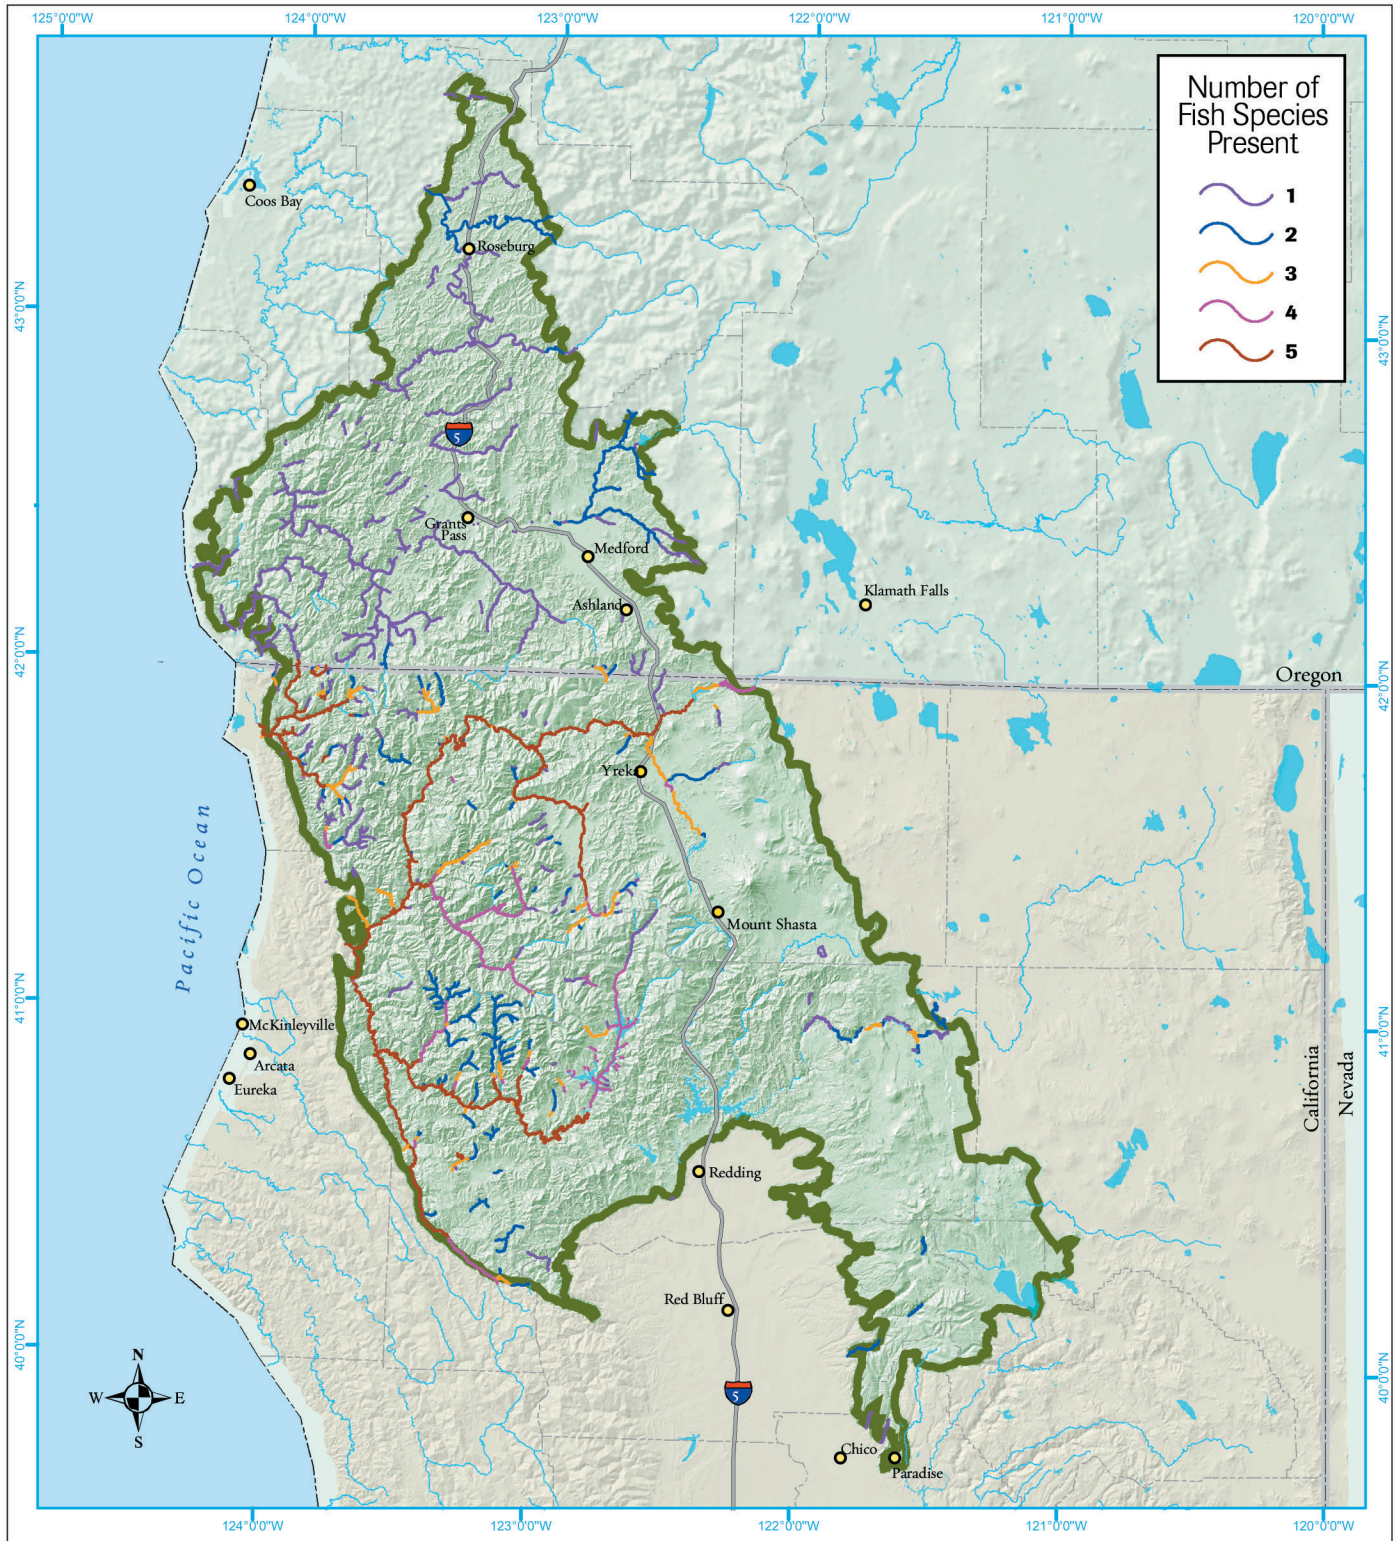 125°0'0"W
124°0'0"W
123°0'0"W
122°0'0"W
121°0'0"W
120°0'0"W
Number of
Fish Species
Present
1
2
3
4
5
Coos Bay
Roseburg
43°0'0"N
43°0'0"N
5
Grants
Pass
Medford
Ashland
Klamath Falls
42°0'0"N
42°0'0"N
Oregon
Yreka
Pacific Ocean
Mount Shasta
41°0'0"N
41°0'0"N
McKinleyville
Arcata
Eureka
California
Nevada
Redding
Red Bluff
40°0'0"N
40°0'0"N
N
W
E
S
5
Chico
Paradise
124°0'0"W
123°0'0"W
122°0'0"W
121°0'0"W
120°0'0"W